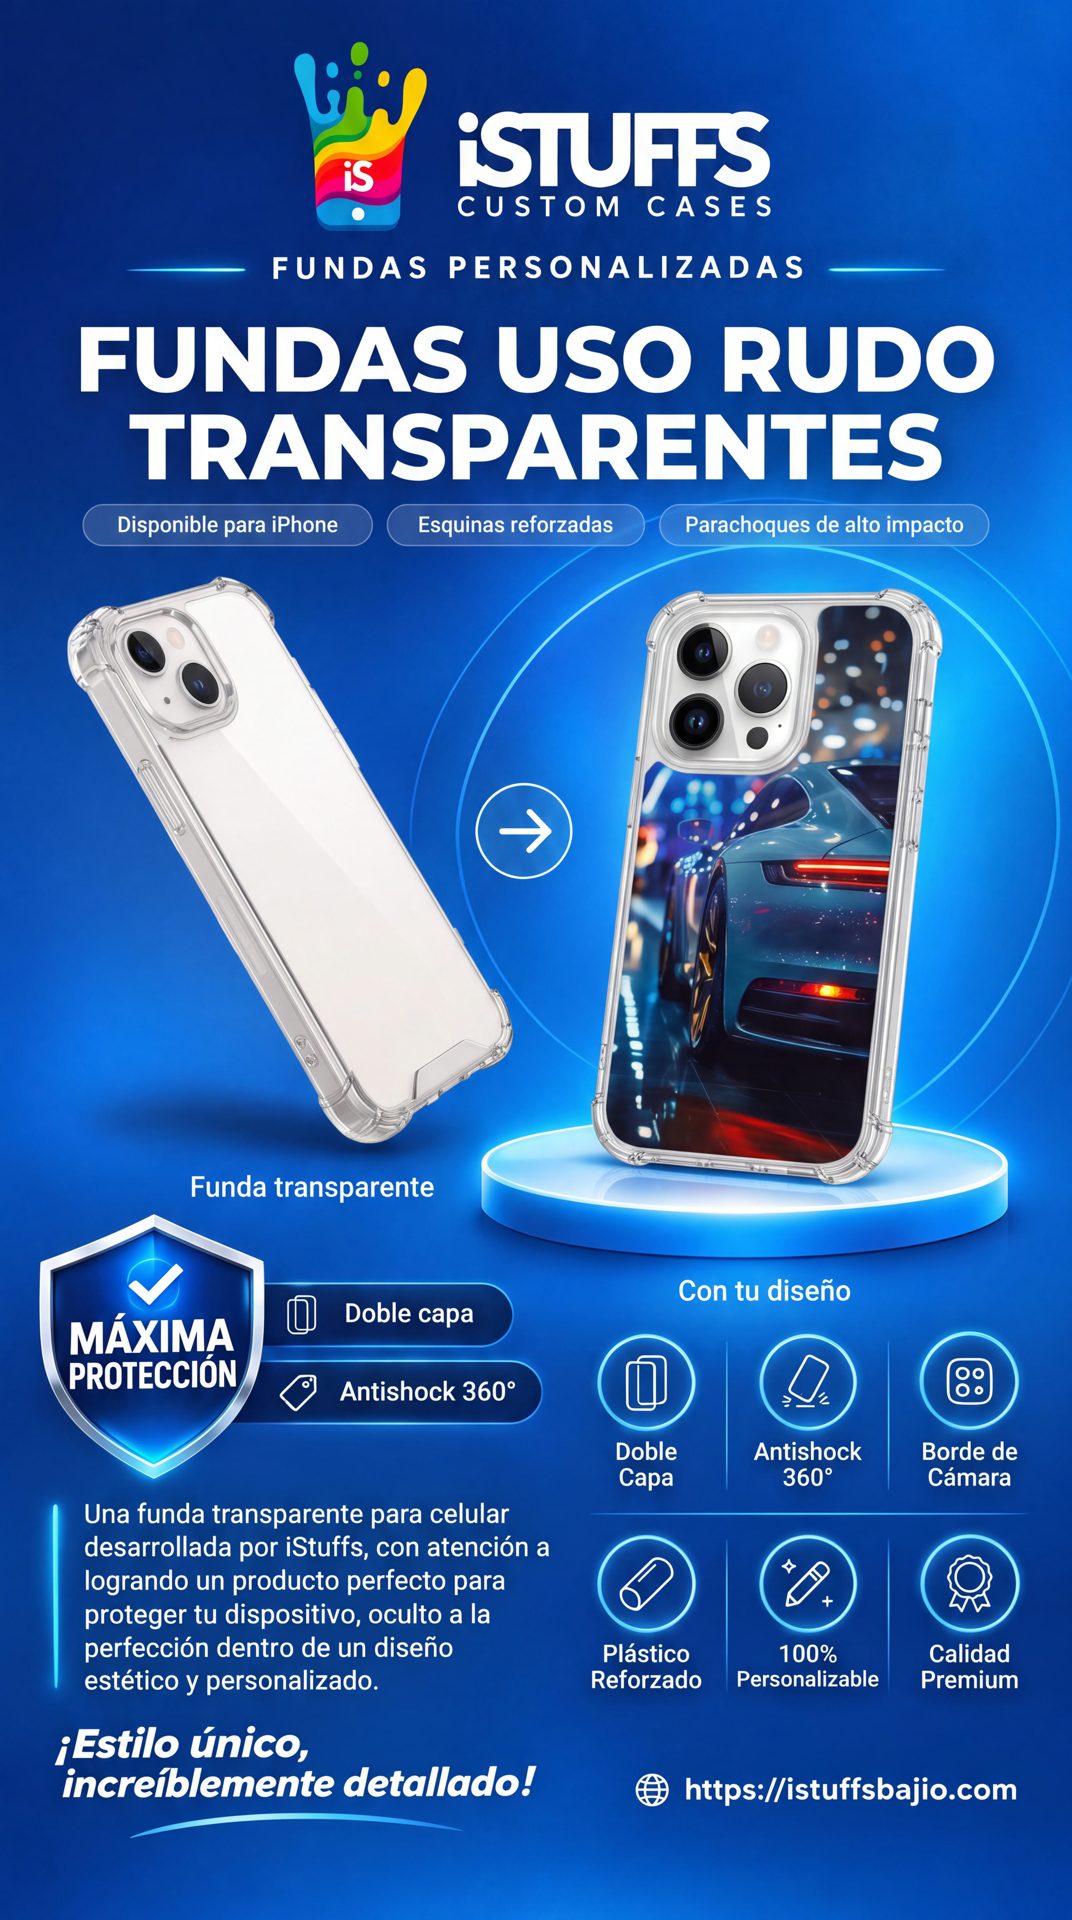 iS
iSTUFFS
CUSTOM CASES
FUNDAS PERSONALIZADAS
FUNDAS USO RUDO
TRANSPARENTES
Disponible para iPhone
Esquinas reforzadas
Parachoques de alto impacto
Funda transparente
Con tu diseño
MÁXIMA
PROTECCIÓN
Doble capa
Antishock 360°
Una funda transparente para celular
desarrollada por iStuffs, con atención a
logrando un producto perfecto para
proteger tu dispositivo, oculto a la
perfección dentro de un diseño
estético y personalizado.
Doble
Capa
Antishock
360°
Borde de
Cámara
Plástico
Reforzado
100%
Personalizable
Calidad
Premium
¡Estilo único,
increíblemente detallado!
https://istuffsbajio.com